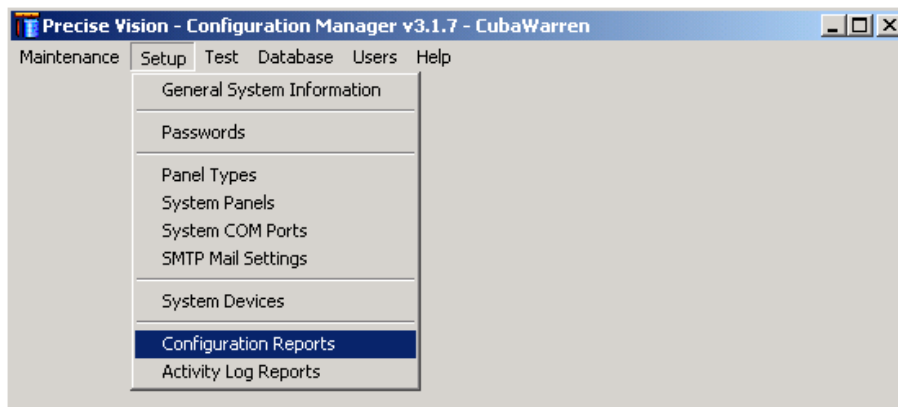 Precise Vision - Configuration Manager v3.1.7 - CubaWarren
Maintenance Setup Test Database Users Help
General System Information
Passwords
Panel Types
System Panels
System COM Ports
SMTP Mail Settings
System Devices
Configuration Reports
Activity Log Reports